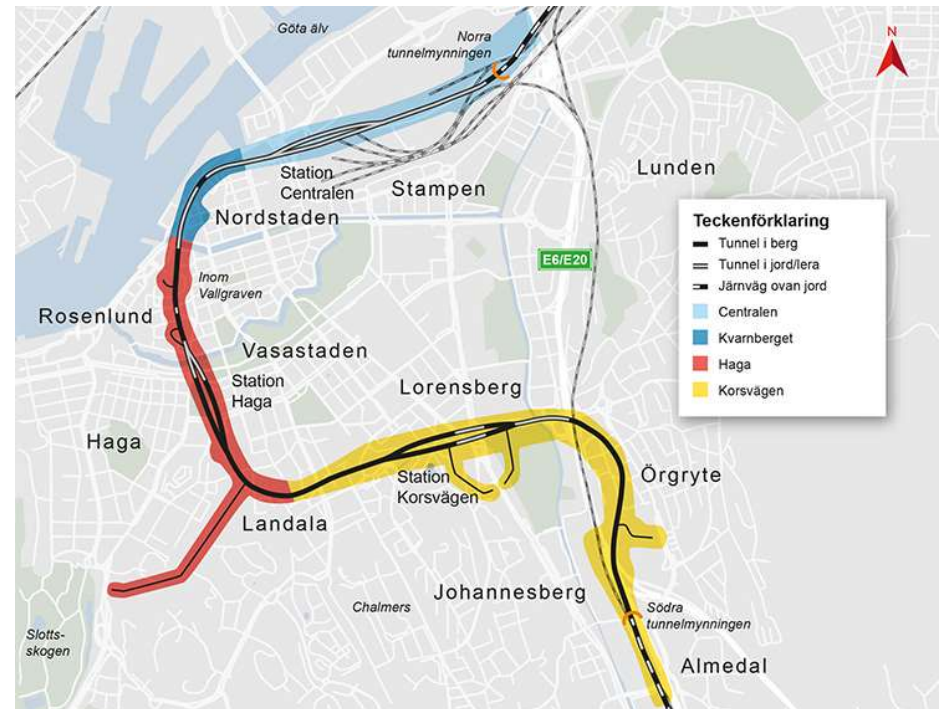 Göta älv
Norra
tunnelmynningen
N
Lunden
Station
Centralen
Stampen
Nordstaden
Teckenförklaring
Tunnel i berg
Tunnel i jord/lera
Järnväg ovan jord
Centralen
Kvarnberget
Haga
Korsvägen
E6/E20
Inom
Vallgraven
Rosenlund
Vasastaden
Station
Haga
Lorensberg
Haga
Station
Korsvägen
Örgryte
Landala
Johannesberg
Chalmers
Södra
tunnelmynningen
Slotts-
skogen
Almedal